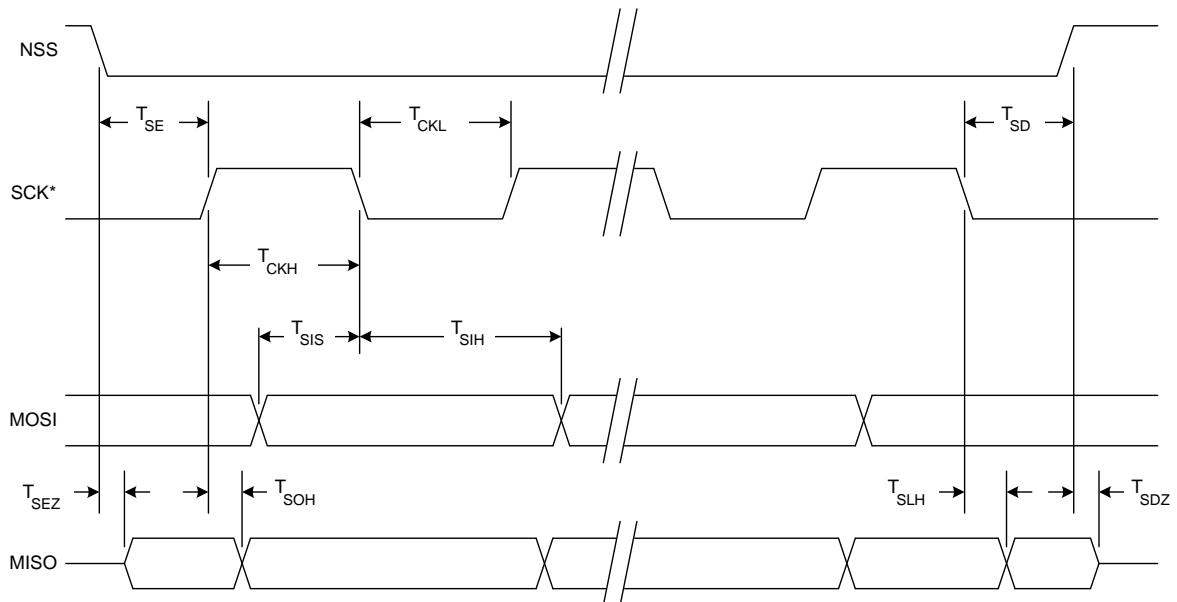 NSS
T_SE
T_CKL
T_SD
SCK*
T_CKH
T_SIS
T_SIH
MOSI
T_SEZ
T_SOH
T_SLH
T_SDZ
MISO